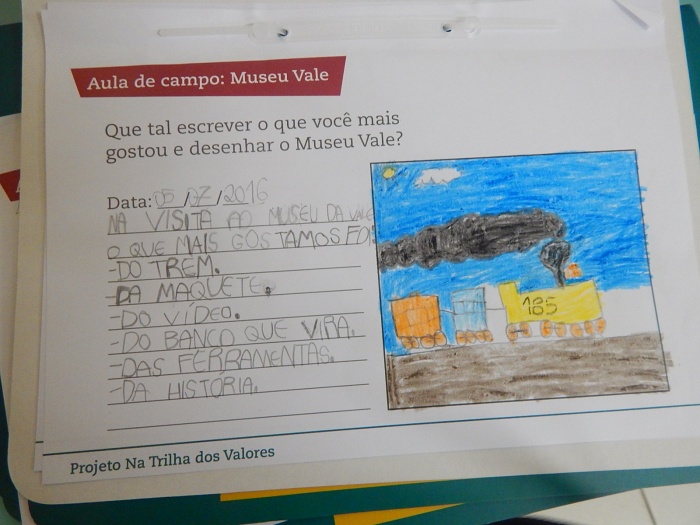 Aula de campo: Museu Vale
Que tal escrever o que você mais
gostou e desenhar o Museu Vale?
Data: 05/07/2016
NA VISITA AO MUSEU DA VALE
O QUE MAIS GOSTAMOS FOI
-DO TREM.
-DA MAQUETE.
-DO VÍDEO.
-DO BANCO QUE VIRA.
-DAS FERRAMENTAS.
-DA HISTÓRIA.
185
Projeto Na Trilha dos Valores